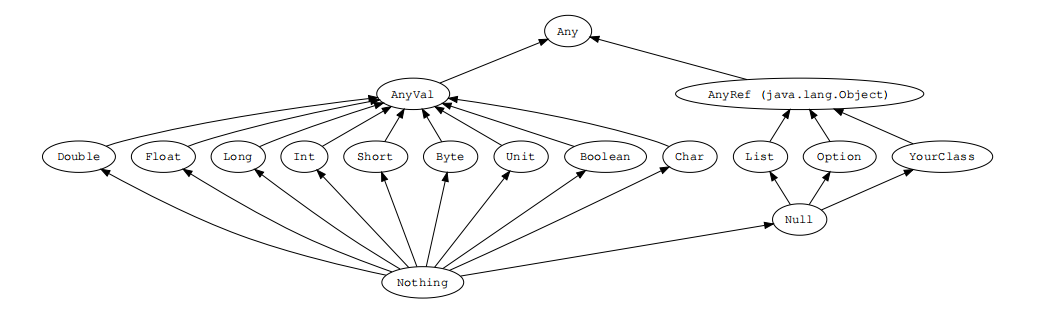 Any
AnyVal
AnyRef (java.lang.Object)
Double
Float
Long
Int
Short
Byte
Unit
Boolean
Char
List
Option
YourClass
Null
Nothing